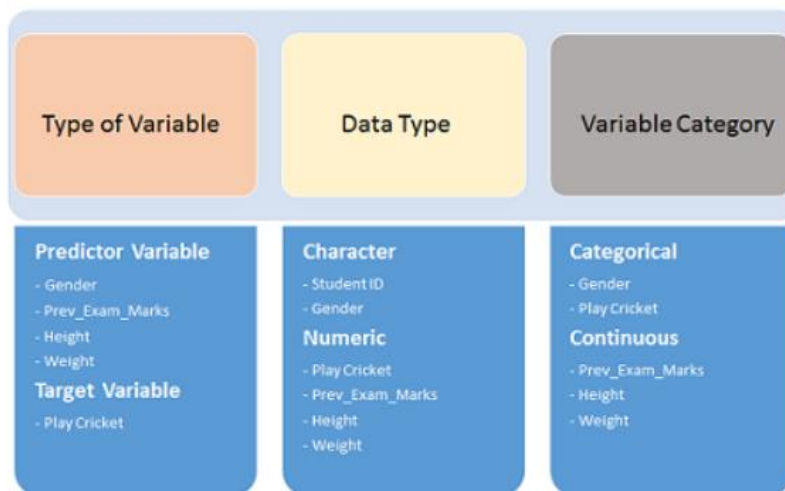 Type of Variable
Data Type
Variable Category
Predictor Variable
- Gender
- Prev_Exam_Marks
- Height
- Weight
Target Variable
- Play Cricket
Character
- Student ID
- Gender
Numeric
- Play Cricket
- Prev_Exam_Marks
- Height
- Weight
Categorical
- Gender
- Play Cricket
Continuous
- Prev_Exam_Marks
- Height
- Weight